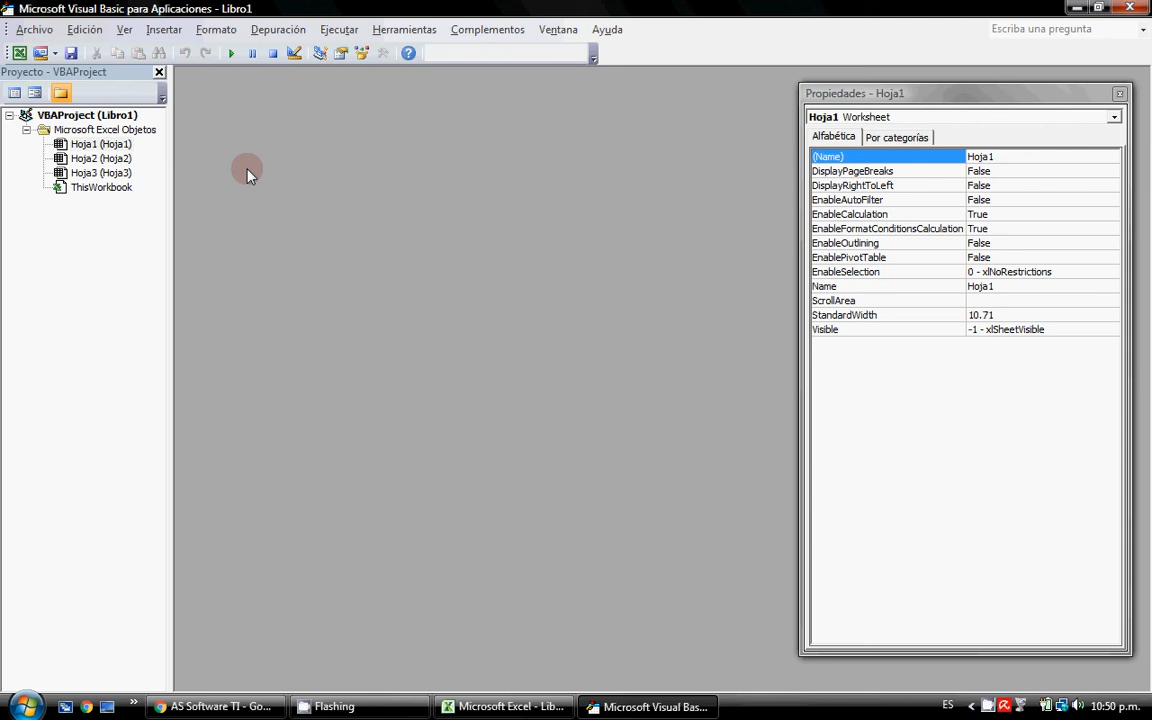 Microsoft Visual Basic para Aplicaciones - Libro1
Archivo Edición Ver Insertar Formato Depuración Ejecutar Herramientas Complementos Ventana Ayuda Escriba una pregunta
Proyecto - VBAProject
VBAProject (Libro1)
Microsoft Excel Objetos
Hoja1 (Hoja1)
Hoja2 (Hoja2)
Hoja3 (Hoja3)
ThisWorkbook
Propiedades - Hoja1
Hoja1 Worksheet
Alfabética Por categorías
(Name) Hoja1
DisplayPageBreaks False
DisplayRightToLeft False
EnableAutoFilter False
EnableCalculation True
EnableFormatConditionsCalculation True
EnableOutlining False
EnablePivotTable False
EnableSelection 0 - xlNoRestrictions
Name Hoja1
ScrollArea
StandardWidth 10.71
Visible -1 - xlSheetVisible
AS Software TI - Go... Flashing Microsoft Excel - Lib... Microsoft Visual Bas... ES 10:50 p.m.